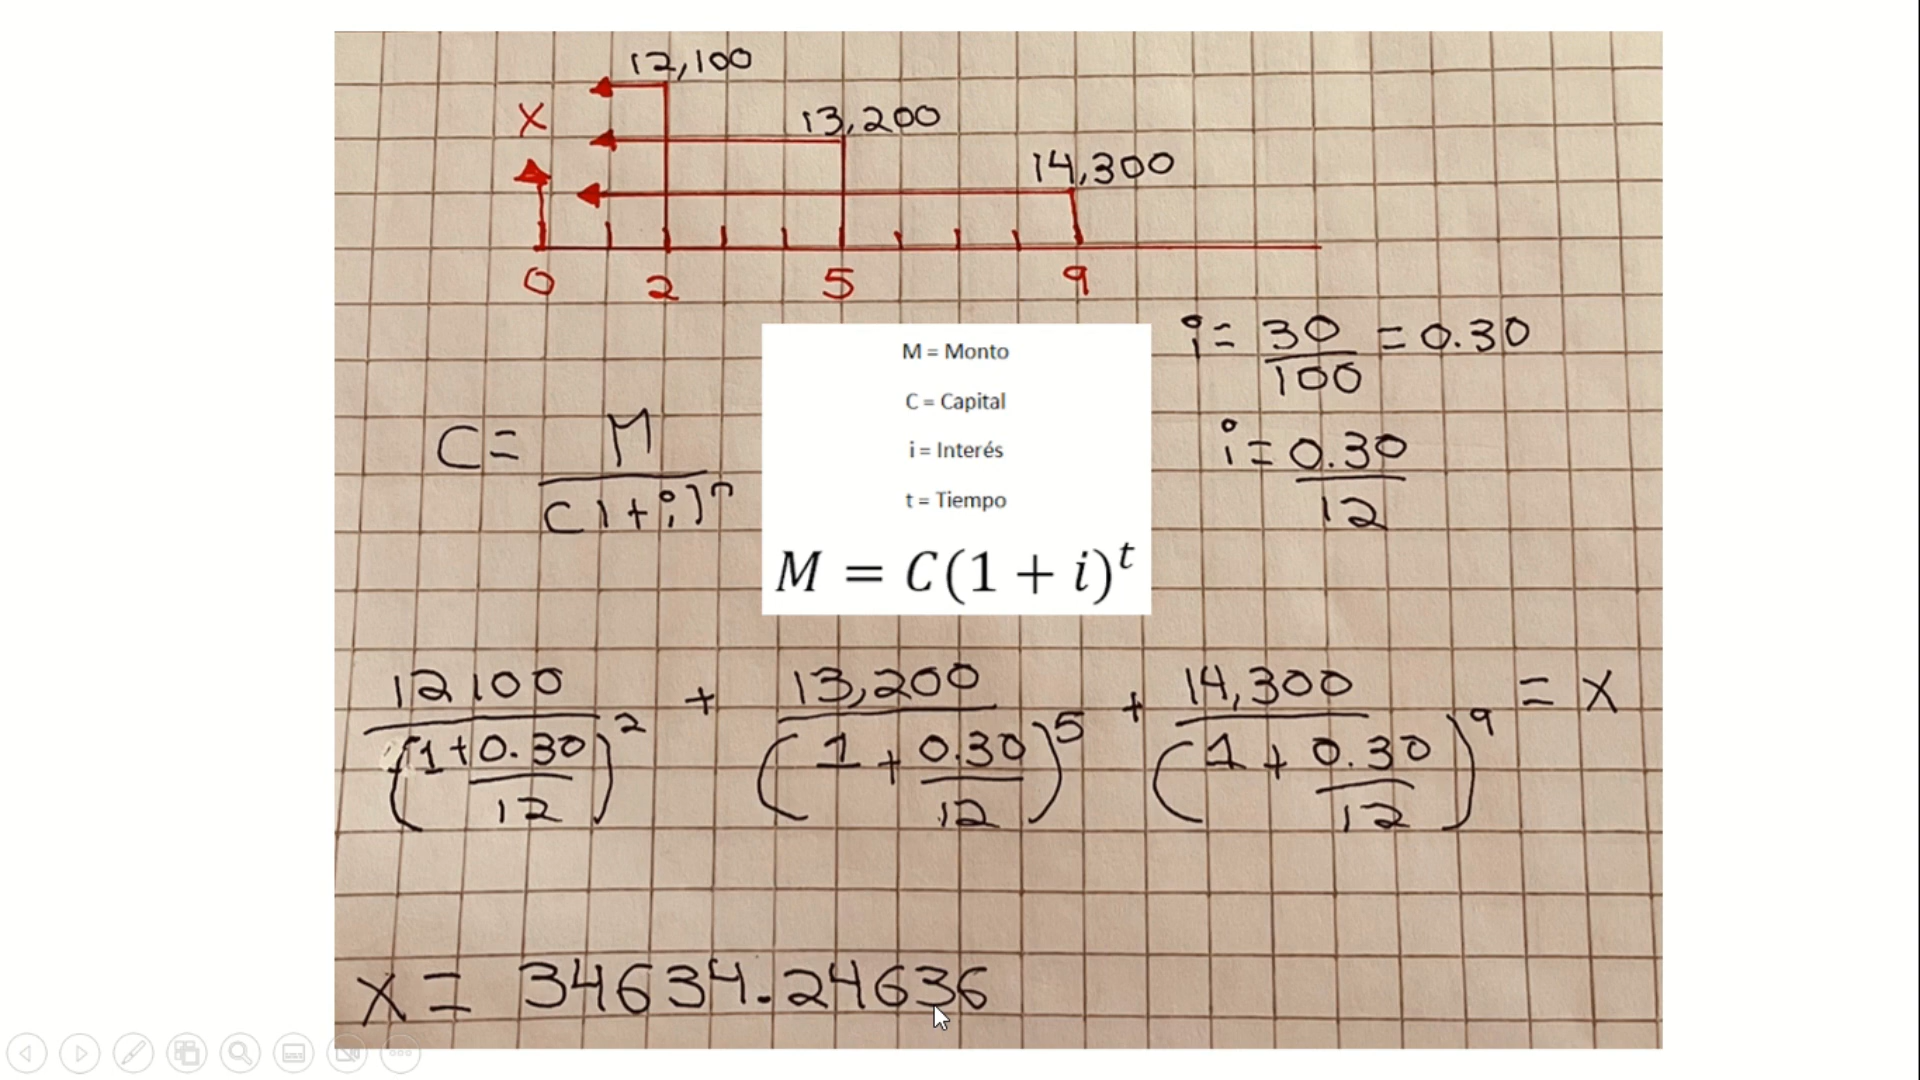 12,100
X
13,200
14,300
0 2 5 9
i = 30/100 = 0.30
M = Monto
C = Capital
i = Interés
t = Tiempo
M = C(1 + i)^t
C = M/(1+i)^n
i = 0.30/12
12100/(1+0.30/12)^2 + 13,200/(1+0.30/12)^5 + 14,300/(1+0.30/12)^9 = X
X = 34634.24636